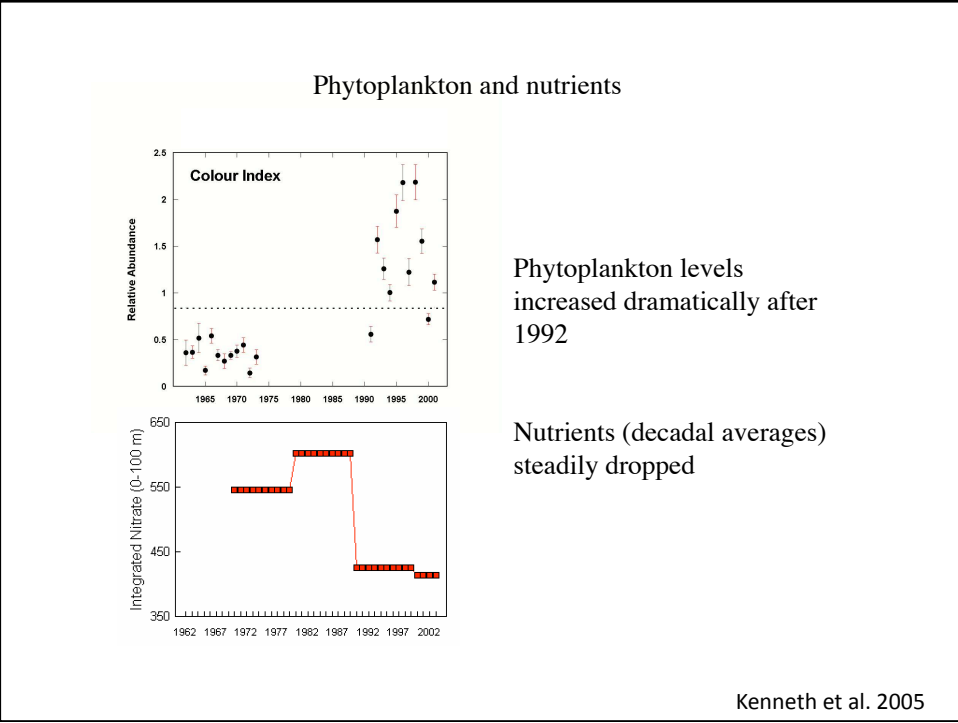 Phytoplankton and nutrients
2.5
Colour Index
2
1.5
1
0.5
0
Relative Abundance
1965 1970 1975 1980 1985 1990 1995 2000
Phytoplankton levels
increased dramatically after
1992
650
550
450
350
Integrated Nitrate (0-100 m)
1962 1967 1972 1977 1982 1987 1992 1997 2002
Nutrients (decadal averages)
steadily dropped
Kenneth et al. 2005